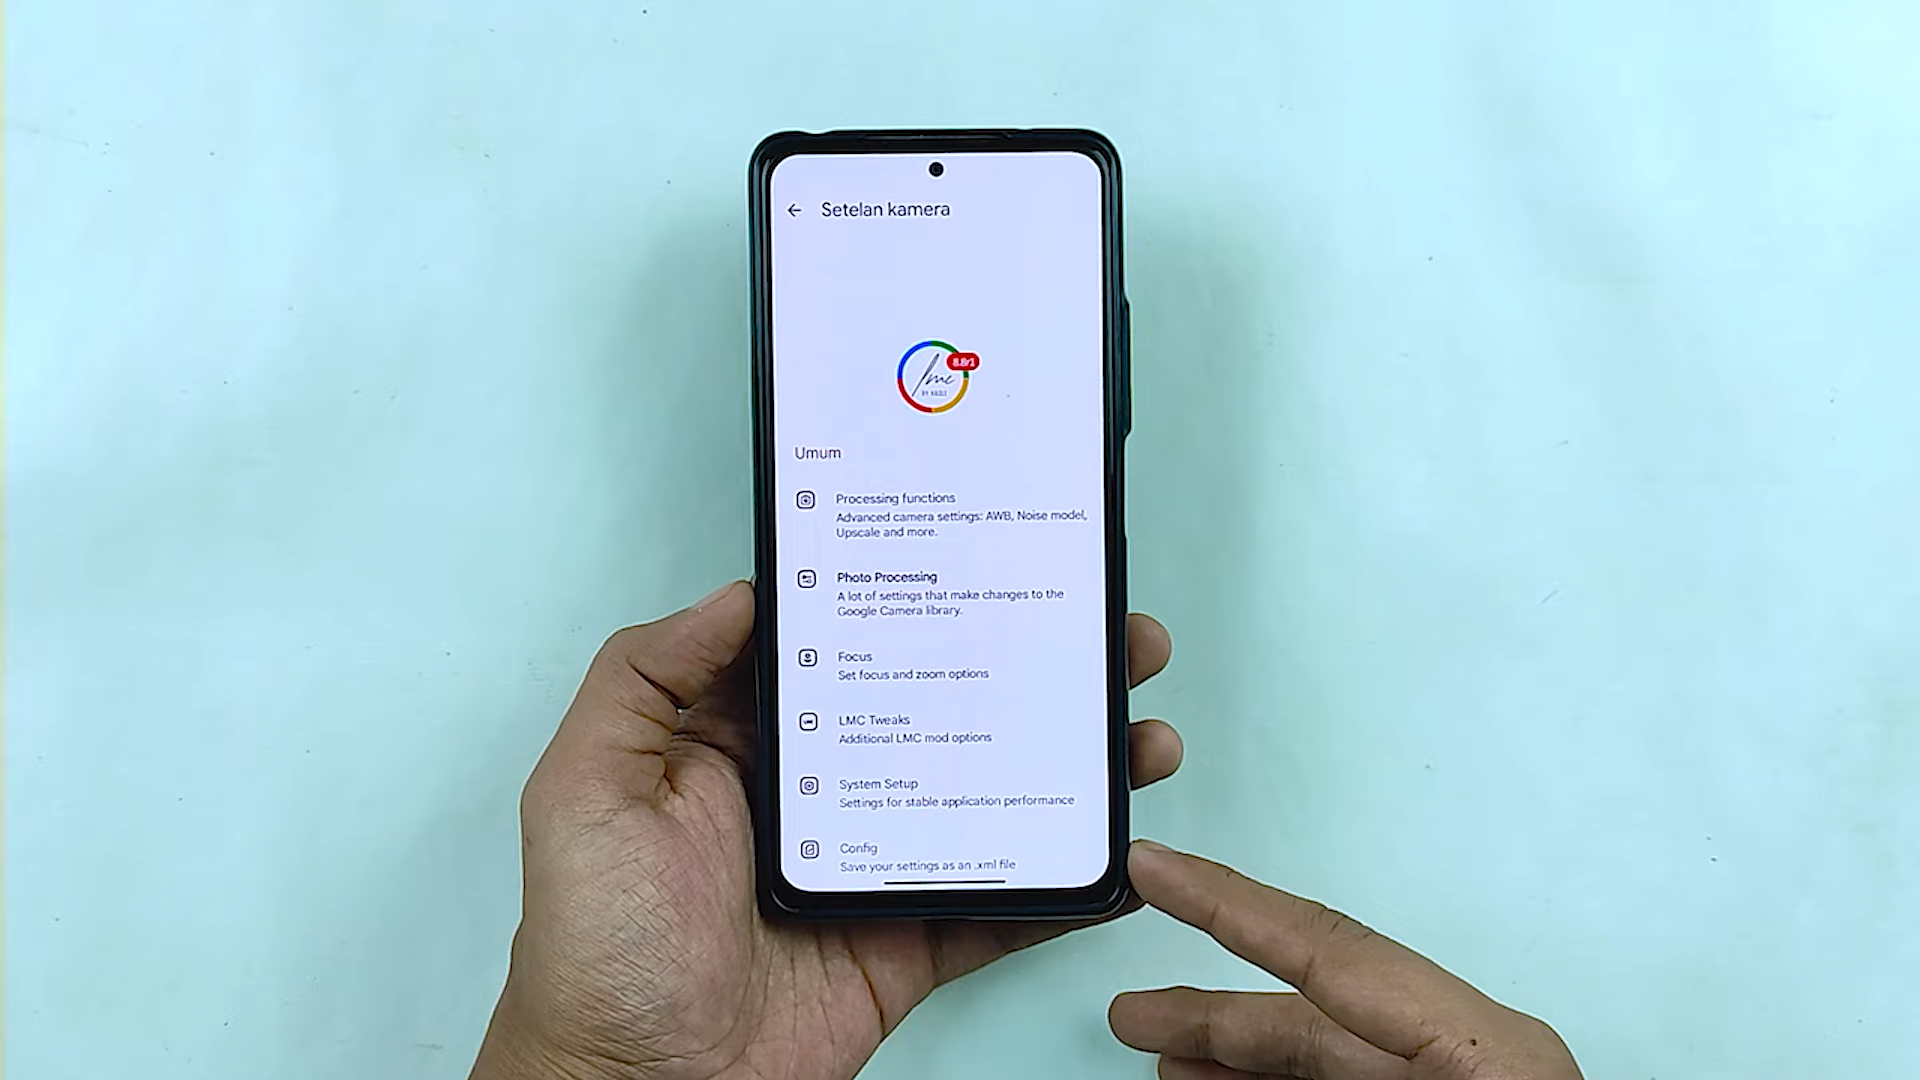 Setelan kamera
lmc
8.8r1
Umum
Processing functions
Advanced camera settings: AWB, Noise model,
Upscale and more.
Photo Processing
A lot of settings that make changes to the
Google Camera library.
Focus
Set focus and zoom options
LMC Tweaks
Additional LMC mod options
System Setup
Settings for stable application performance
Config
Save your settings as an .xml file